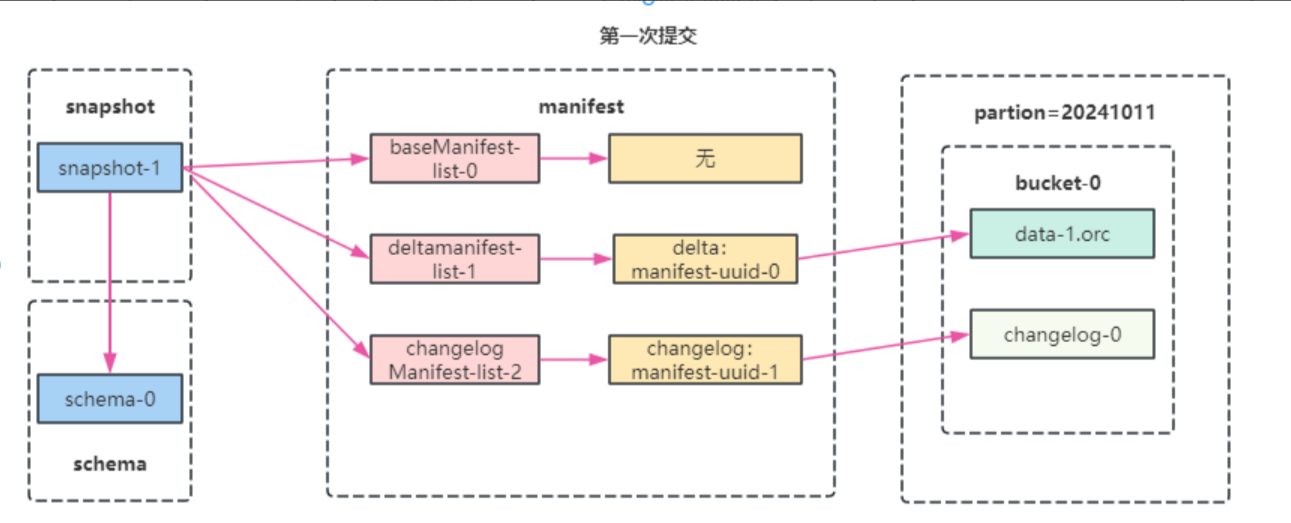 第一次提交
snapshot
snapshot-1
schema-0
schema
manifest
baseManifest-
list-0
无
deltamanifest-
list-1
delta：
manifest-uuid-0
changelog
Manifest-list-2
changelog：
manifest-uuid-1
partion=20241011
bucket-0
data-1.orc
changelog-0